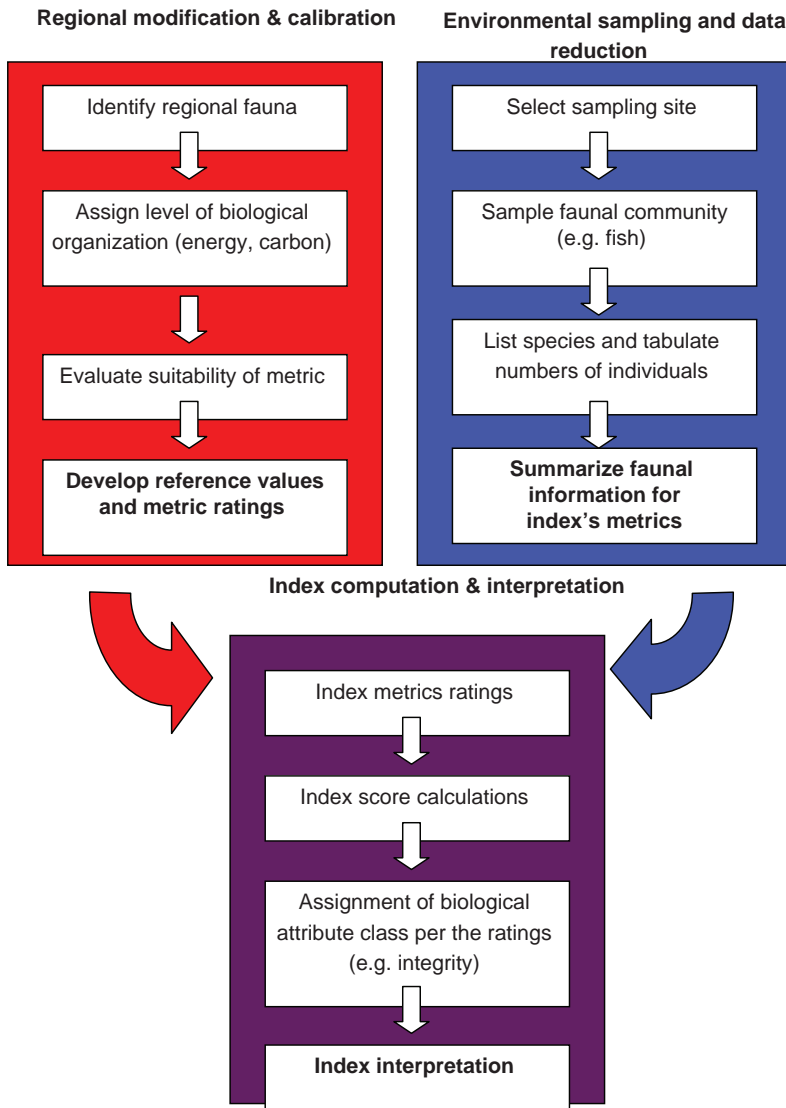 Regional modification & calibration
Identify regional fauna
Assign level of biological
organization (energy, carbon)
Evaluate suitability of metric
Develop reference values
and metric ratings
Environmental sampling and data
reduction
Select sampling site
Sample faunal community
(e.g. fish)
List species and tabulate
numbers of individuals
Summarize faunal
information for
index's metrics
Index computation & interpretation
Index metrics ratings
Index score calculations
Assignment of biological
attribute class per the ratings
(e.g. integrity)
Index interpretation